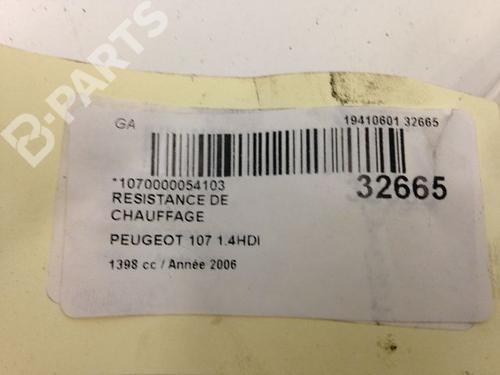 B-PARTS
GA
19410601 32665
*1070000054103
32665
RESISTANCE DE
CHAUFFAGE
PEUGEOT 107 1.4HDI
1398 cc / Année 2006